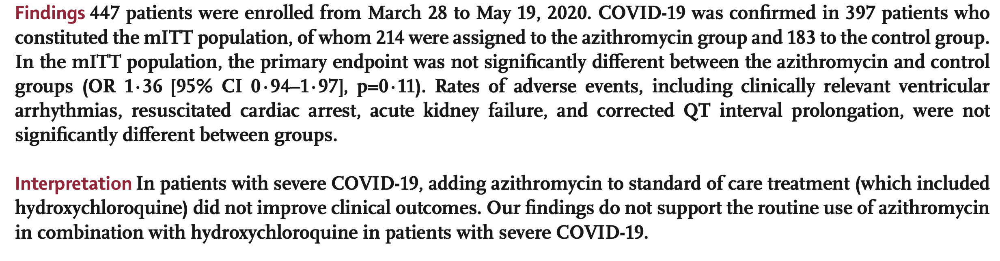 Findings 447 patients were enrolled from March 28 to May 19, 2020. COVID-19 was confirmed in 397 patients who
constituted the mITT population, of whom 214 were assigned to the azithromycin group and 183 to the control group.
In the mITT population, the primary endpoint was not significantly different between the azithromycin and control
groups (OR 1·36 [95% CI 0·94–1·97], p=0·11). Rates of adverse events, including clinically relevant ventricular
arrhythmias, resuscitated cardiac arrest, acute kidney failure, and corrected QT interval prolongation, were not
significantly different between groups.
Interpretation In patients with severe COVID-19, adding azithromycin to standard of care treatment (which included
hydroxychloroquine) did not improve clinical outcomes. Our findings do not support the routine use of azithromycin
in combination with hydroxychloroquine in patients with severe COVID-19.